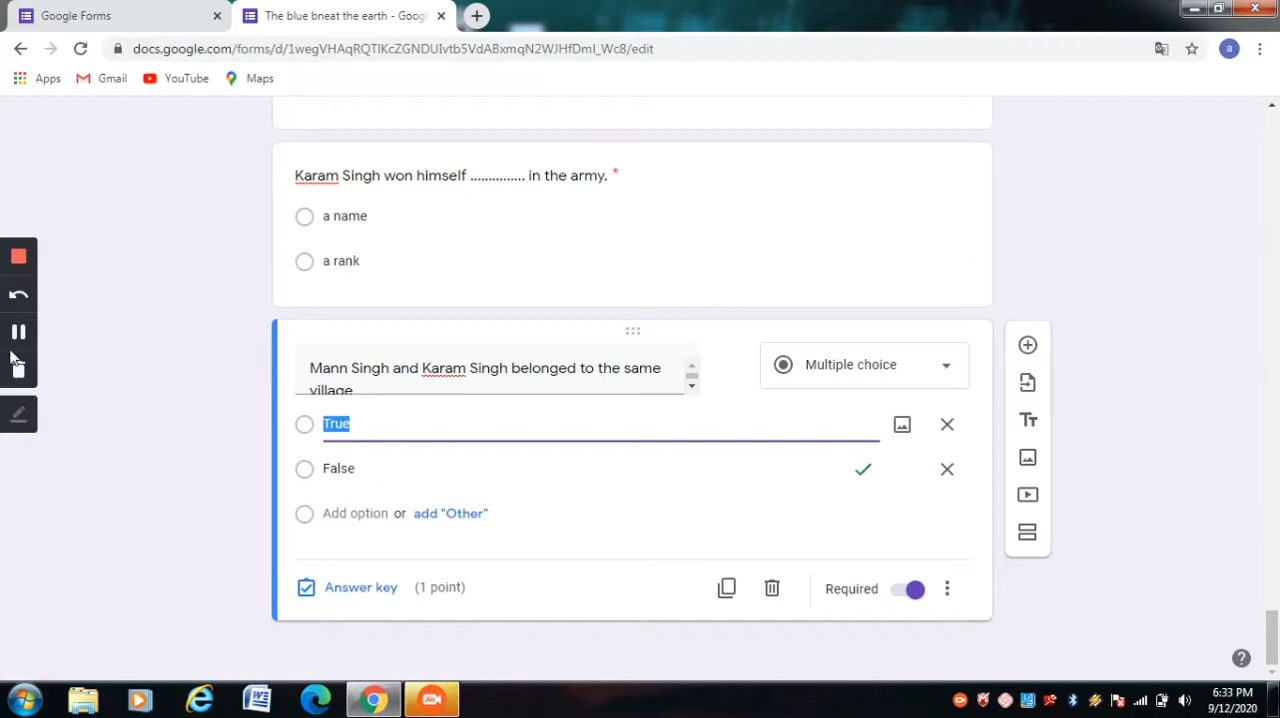 Google Forms
The blue bneat the earth - Goog
docs.google.com/forms/d/1wegVHAqRQTIKcZGNDUIvtb5VdABxmqN2WJHfDmI_Wc8/edit
a
Apps
Gmail
YouTube
Maps
Karam Singh won himself ............... in the army. *
a name
a rank
Mann Singh and Karam Singh belonged to the same
village
Multiple choice
True
False
Add option or add "Other"
Answer key (1 point)
Required
6:33 PM
9/12/2020